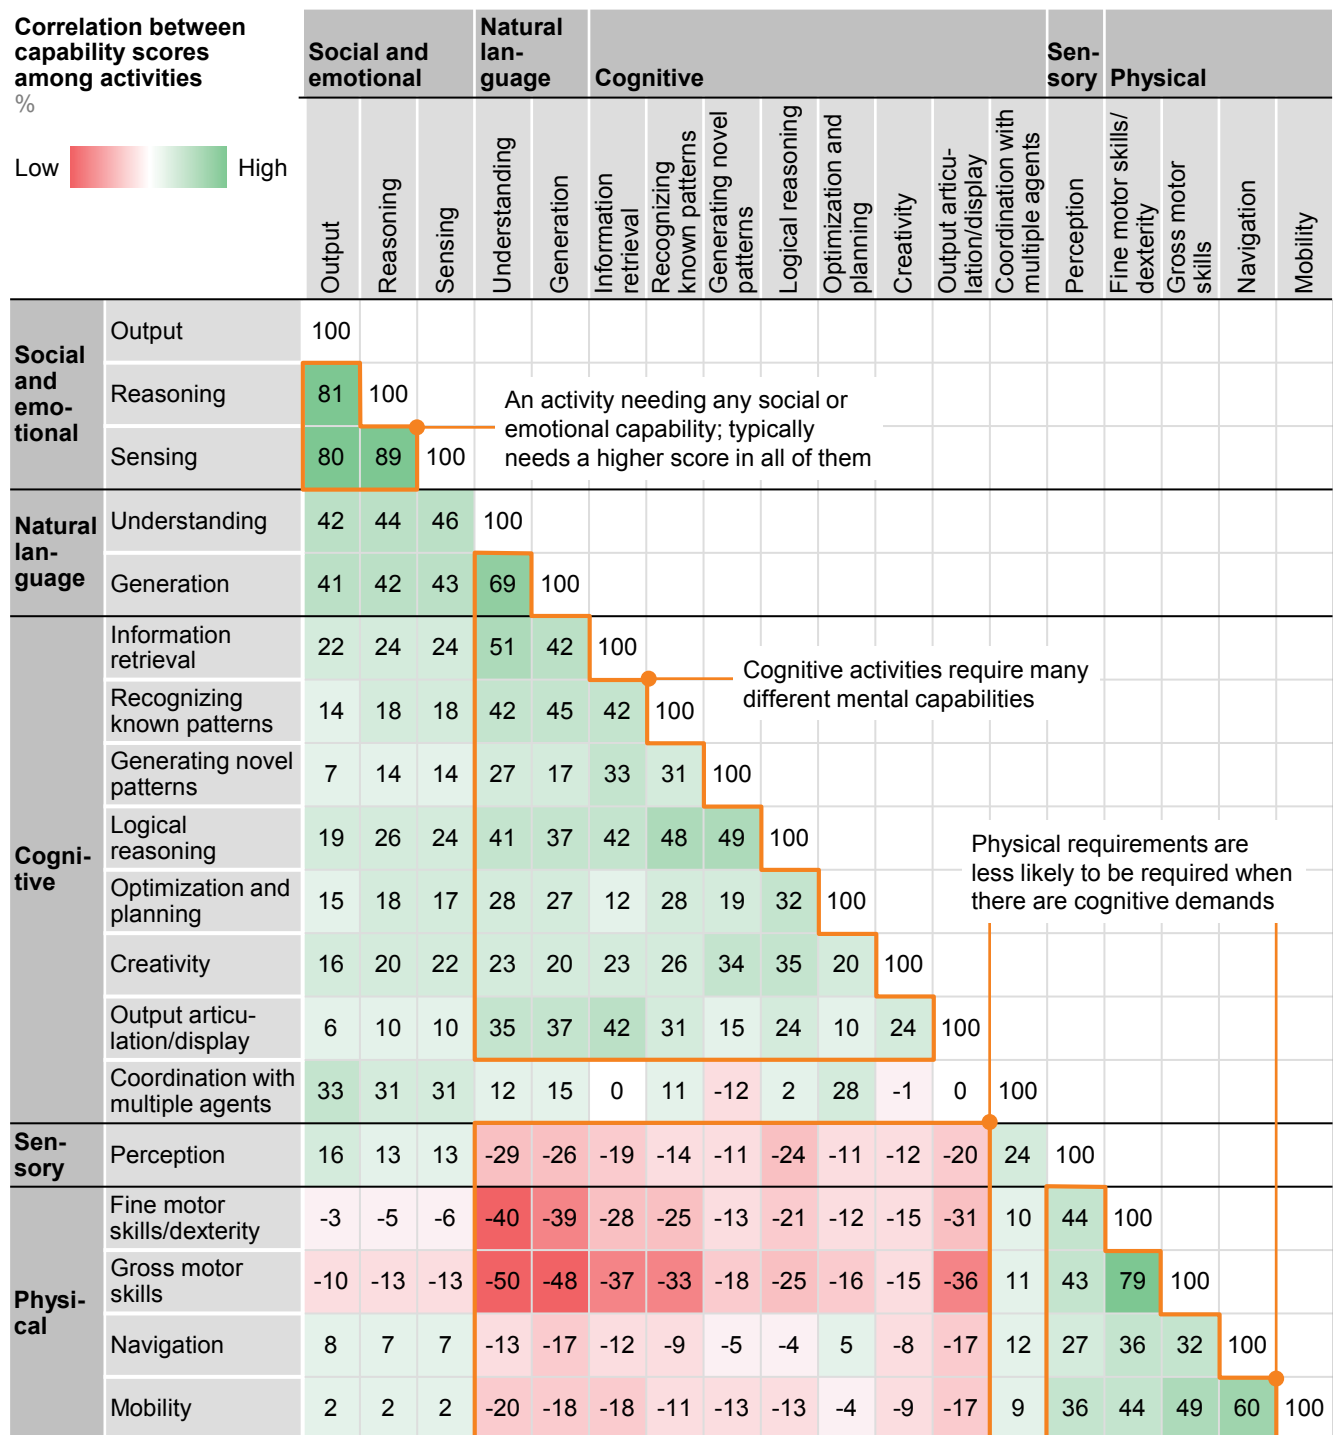 Correlation between
capability scores
among activities
%
Low
High
Social and
emotional
Natural
lan-
guage
Cognitive
Sen-
sory
Physical
Output
Reasoning
Sensing
Understanding
Generation
Information
retrieval
Recognizing
known patterns
Generating novel
patterns
Logical reasoning
Optimization and
planning
Creativity
Output articu-
lation/display
Coordination with
multiple agents
Perception
Fine motor skills/
dexterity
Gross motor
skills
Navigation
Mobility
Social
and
emo-
tional
Output
100
Reasoning
81 100
Sensing
80 89 100
An activity needing any social or
emotional capability; typically
needs a higher score in all of them
Natural
lan-
guage
Understanding
42 44 46 100
Generation
41 42 43 69 100
Cogni-
tive
Information
retrieval
22 24 24 51 42 100
Cognitive activities require many
different mental capabilities
Recognizing
known patterns
14 18 18 42 45 42 100
Generating novel
patterns
7 14 14 27 17 33 31 100
Logical
reasoning
19 26 24 41 37 42 48 49 100
Physical requirements are
less likely to be required when
there are cognitive demands
Optimization and
planning
15 18 17 28 27 12 28 19 32 100
Creativity
16 20 22 23 20 23 26 34 35 20 100
Output articu-
lation/display
6 10 10 35 37 42 31 15 24 10 24 100
Coordination with
multiple agents
33 31 31 12 15 0 11 -12 2 28 -1 0 100
Sen-
sory
Perception
16 13 13 -29 -26 -19 -14 -11 -24 -11 -12 -20 24 100
Physi-
cal
Fine motor
skills/dexterity
-3 -5 -6 -40 -39 -28 -25 -13 -21 -12 -15 -31 10 44 100
Gross motor
skills
-10 -13 -13 -50 -48 -37 -33 -18 -25 -16 -15 -36 11 43 79 100
Navigation
8 7 7 -13 -17 -12 -9 -5 -4 5 -8 -17 12 27 36 32 100
Mobility
2 2 2 -20 -18 -18 -11 -13 -13 -4 -9 -17 9 36 44 49 60 100